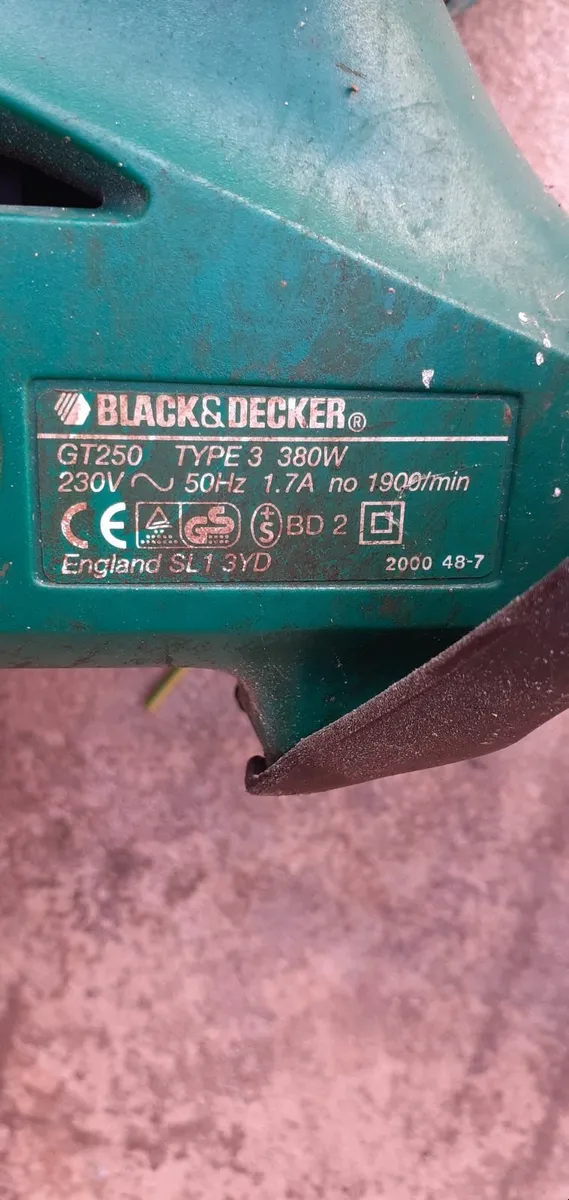 BLACK&DECKER®
GT250 TYPE 3 380W
230V ~ 50Hz 1.7A no 1900/min
CE GS +S BD 2
England SL1 3YD 2000 48-7